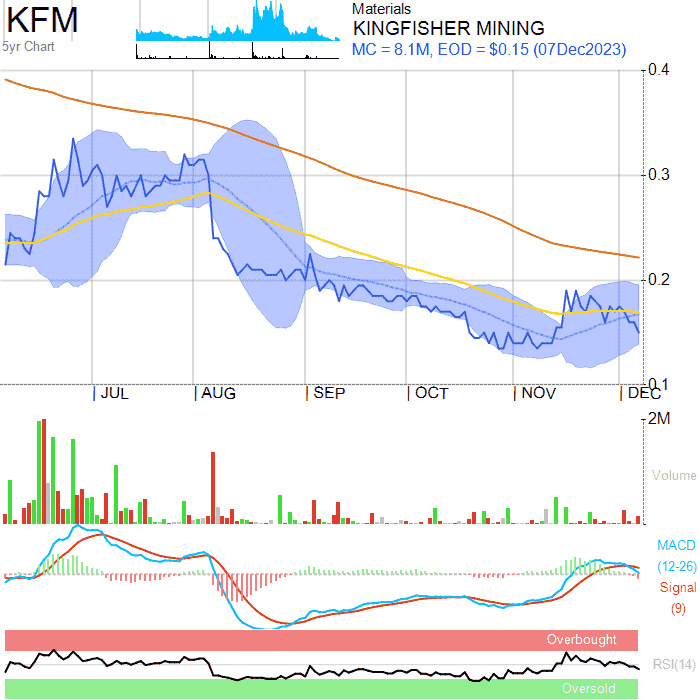 KFM
5yr Chart
Materials
KINGFISHER MINING
MC = 8.1M, EOD = $0.15 (07Dec2023)
0.4
0.3
0.2
0.1
JUL AUG SEP OCT NOV DEC
2M
Volume
MACD
(12-26)
Signal
(9)
Overbought
RSI(14)
Oversold